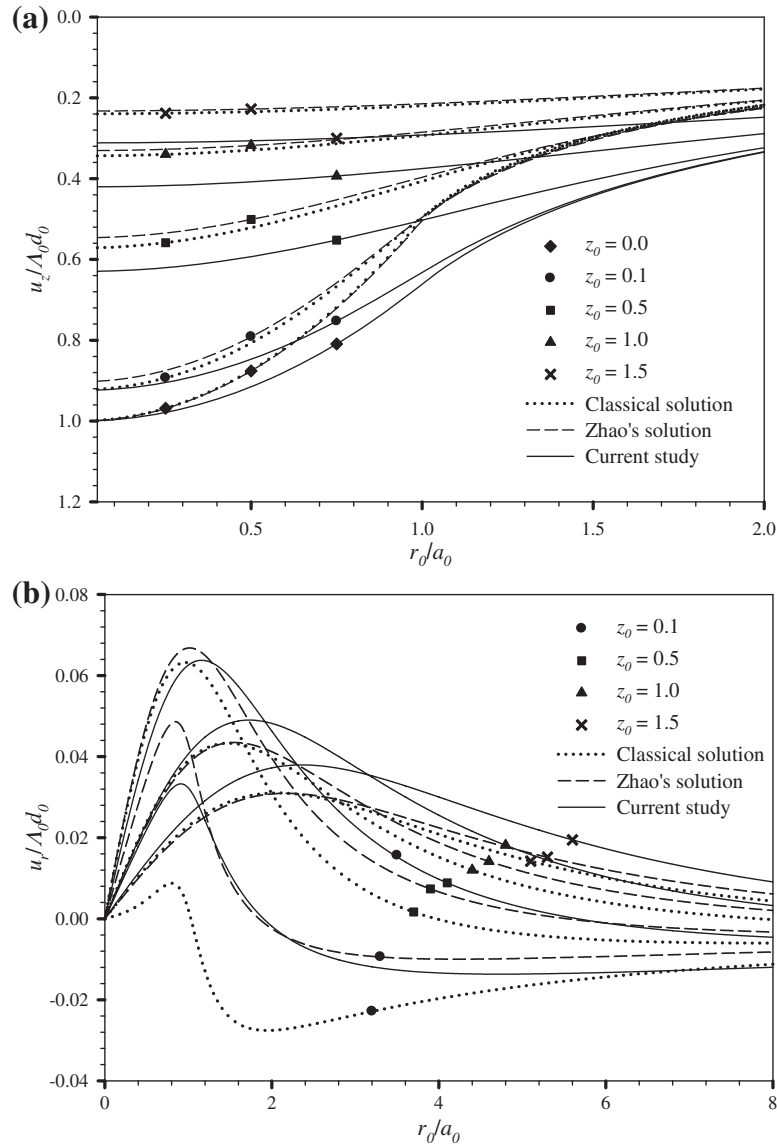 (a)
0.0
0.2
0.4
0.6
0.8
1.0
1.2
u_z/Λ_0d_0
z_0 = 0.0
z_0 = 0.1
z_0 = 0.5
z_0 = 1.0
z_0 = 1.5
Classical solution
Zhao's solution
Current study
0.5 1.0 1.5 2.0
r_0/a_0
(b)
0.08
0.06
0.04
0.02
0.00
-0.02
-0.04
u_r/Λ_0d_0
z_0 = 0.1
z_0 = 0.5
z_0 = 1.0
z_0 = 1.5
Classical solution
Zhao's solution
Current study
0 2 4 6 8
r_0/a_0